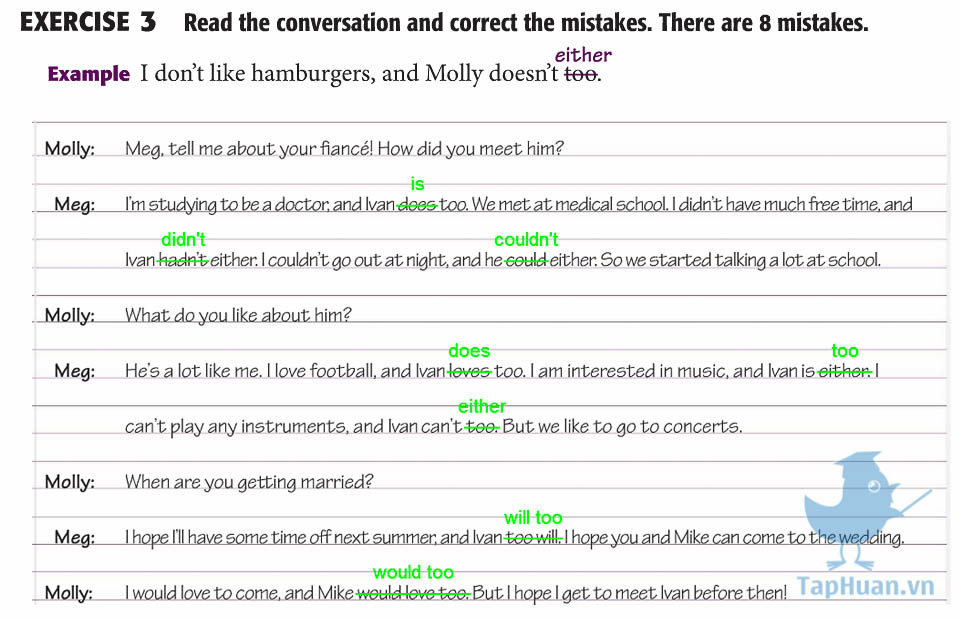 EXERCISE 3 Read the conversation and correct the mistakes. There are 8 mistakes.
either
Example I don't like hamburgers, and Molly doesn't too.
Molly: Meg, tell me about your fiancé! How did you meet him?
is
Meg: I'm studying to be a doctor, and Ivan does too. We met at medical school. I didn't have much free time, and
didn't couldn't
Ivan hadn't either. I couldn't go out at night, and he could either. So we started talking a lot at school.
Molly: What do you like about him?
does too
Meg: He's a lot like me. I love football, and Ivan loves too. I am interested in music, and Ivan is either. I
either
can't play any instruments, and Ivan can't too. But we like to go to concerts.
Molly: When are you getting married?
will too
Meg: I hope I'll have some time off next summer, and Ivan too will. I hope you and Mike can come to the wedding.
would too
Molly: I would love to come, and Mike would love too. But I hope I get to meet Ivan before then!
TapHuan.vn